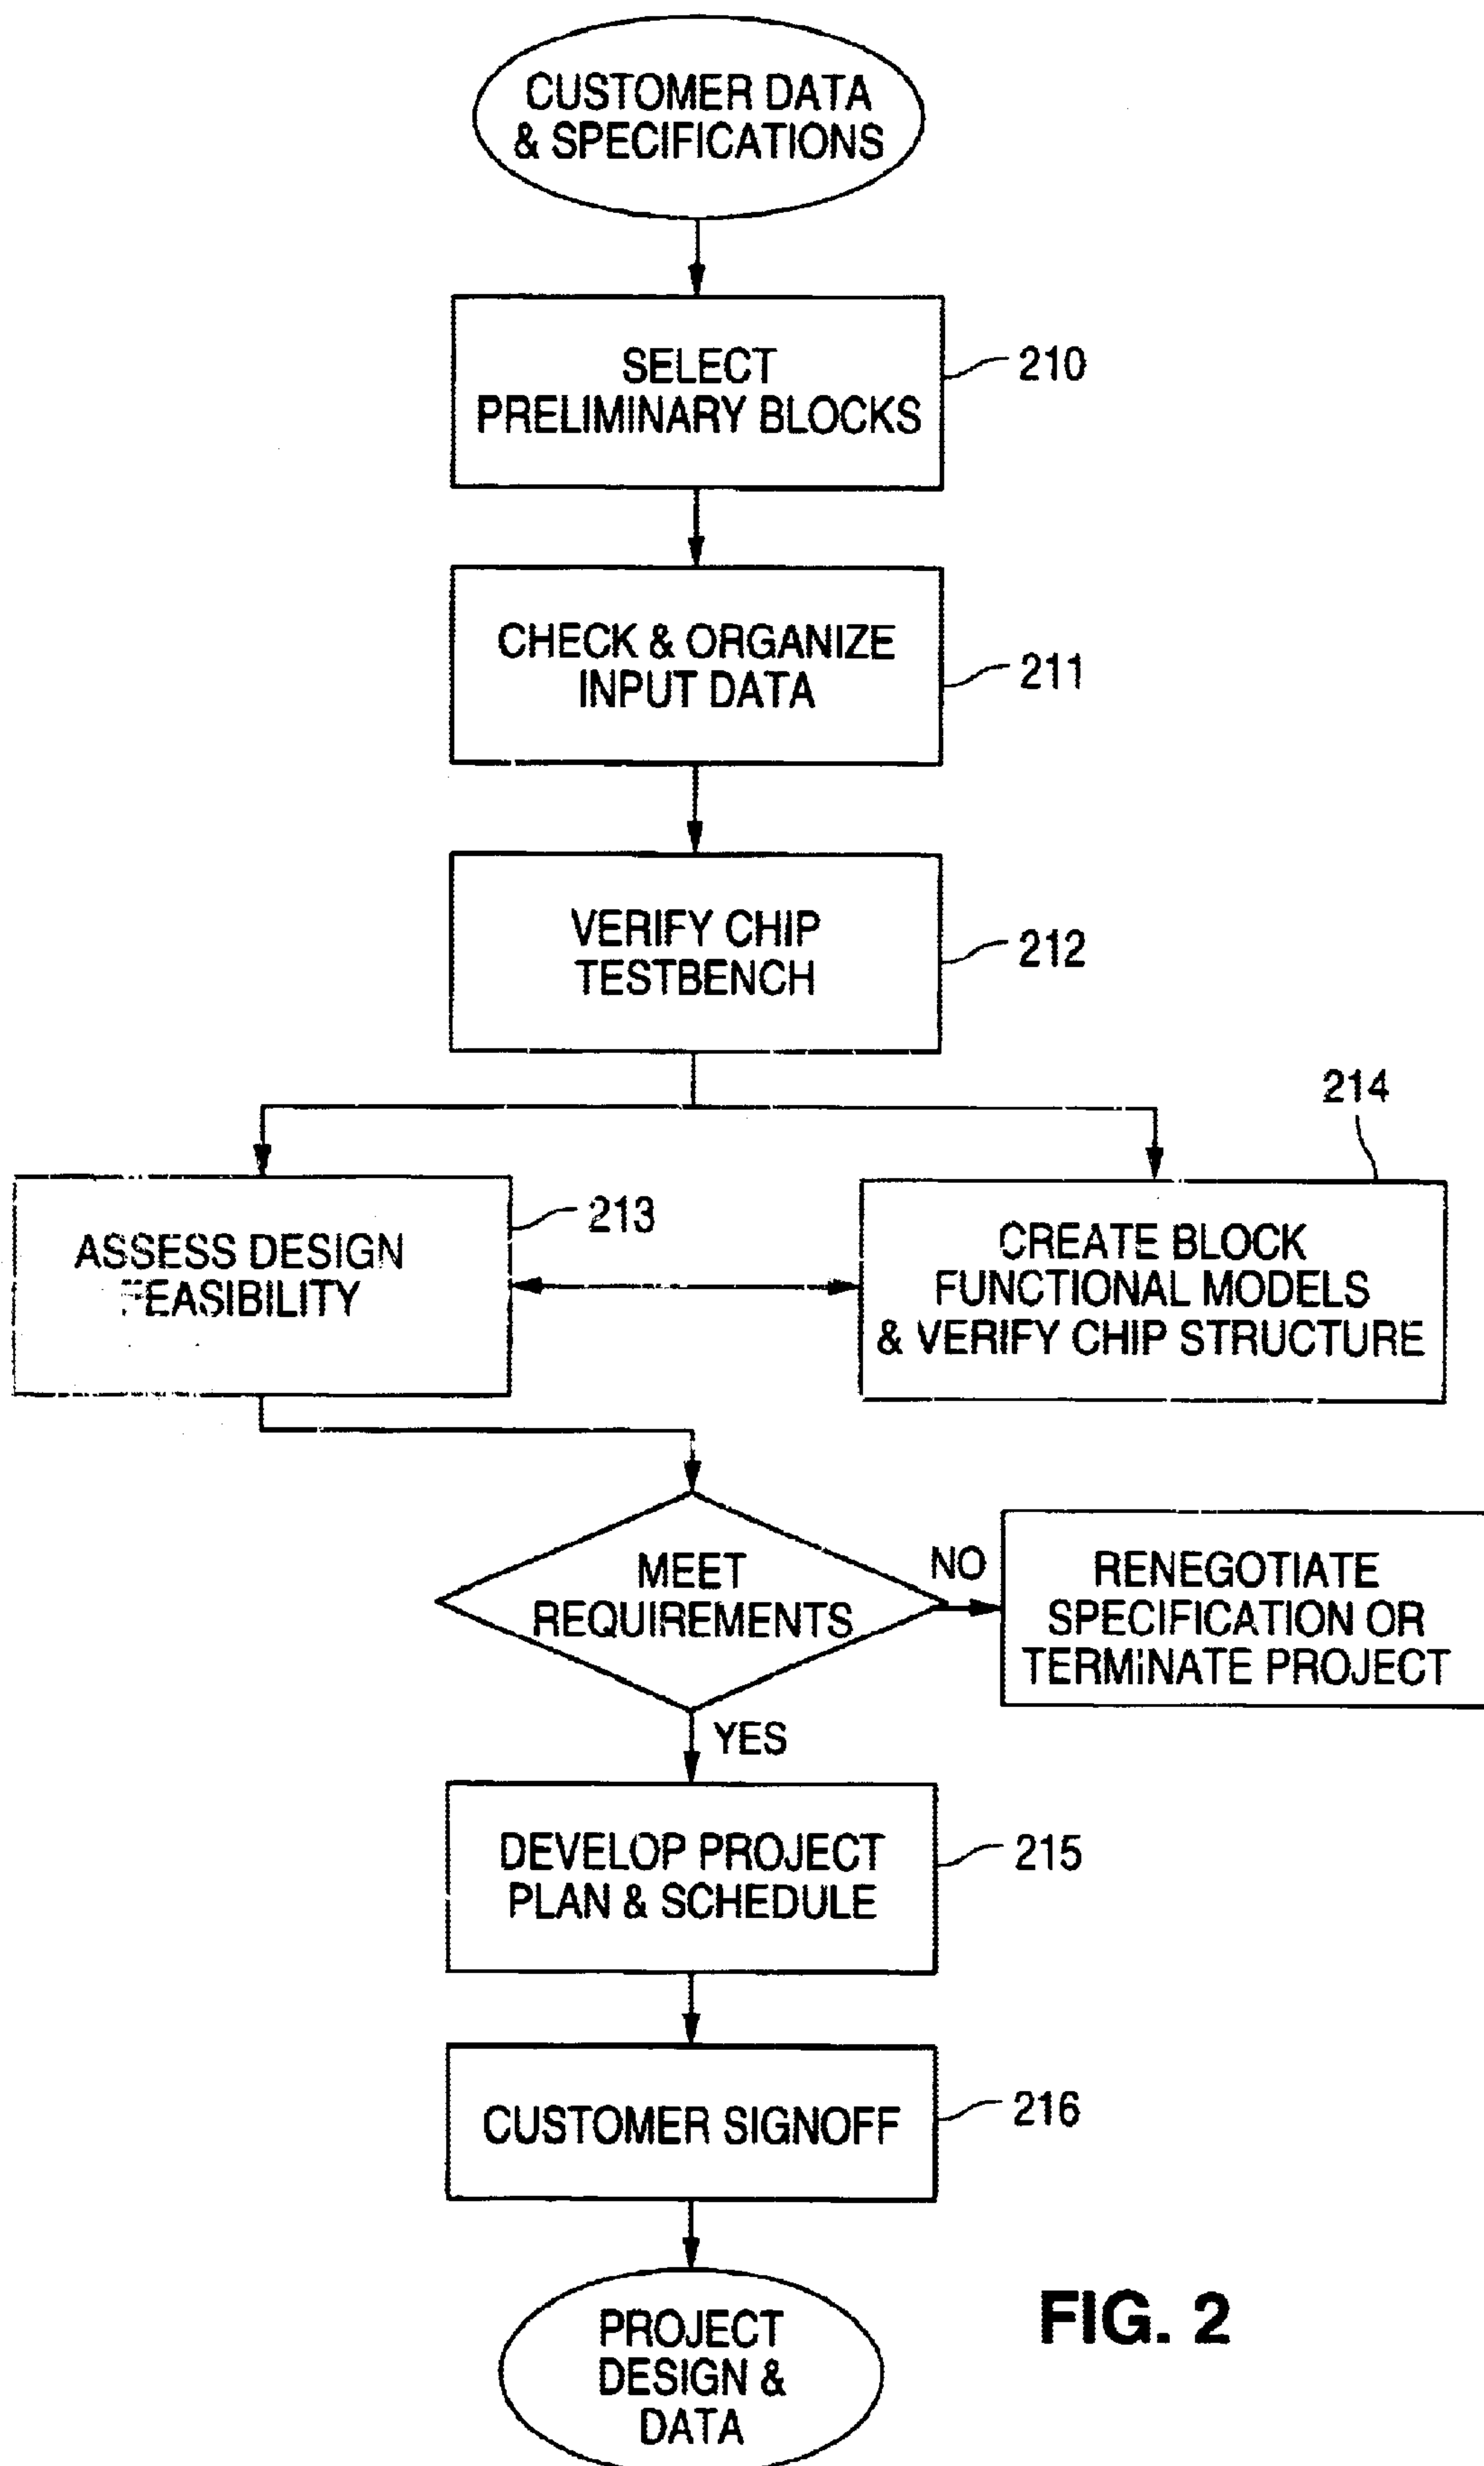 CUSTOMER DATA
& SPECIFICATIONS
SELECT
PRELIMINARY BLOCKS
210
CHECK & ORGANIZE
INPUT DATA
211
VERIFY CHIP
TESTBENCH
212
214
ASSESS DESIGN
FEASIBILITY
213
CREATE BLOCK
FUNCTIONAL MODELS
& VERIFY CHIP STRUCTURE
MEET
REQUIREMENTS
NO
RENEGOTIATE
SPECIFICATION OR
TERMINATE PROJECT
YES
DEVELOP PROJECT
PLAN & SCHEDULE
215
CUSTOMER SIGNOFF
216
PROJECT
DESIGN &
DATA
FIG. 2